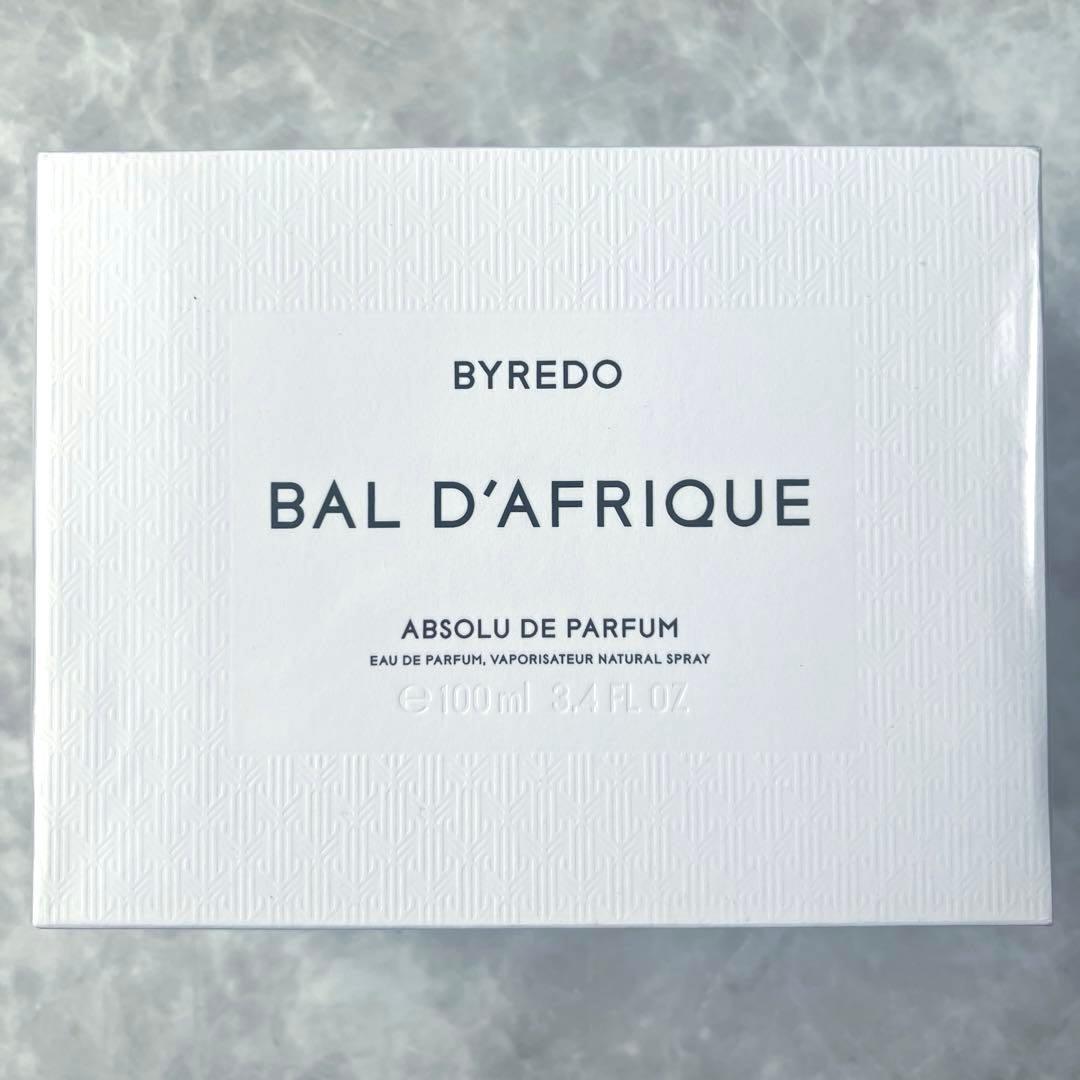 BYREDO
BAL D'AFRIQUE
ABSOLU DE PARFUM
EAU DE PARFUM, VAPORISATEUR NATURAL SPRAY
℮100 ml 3.4 FL OZ